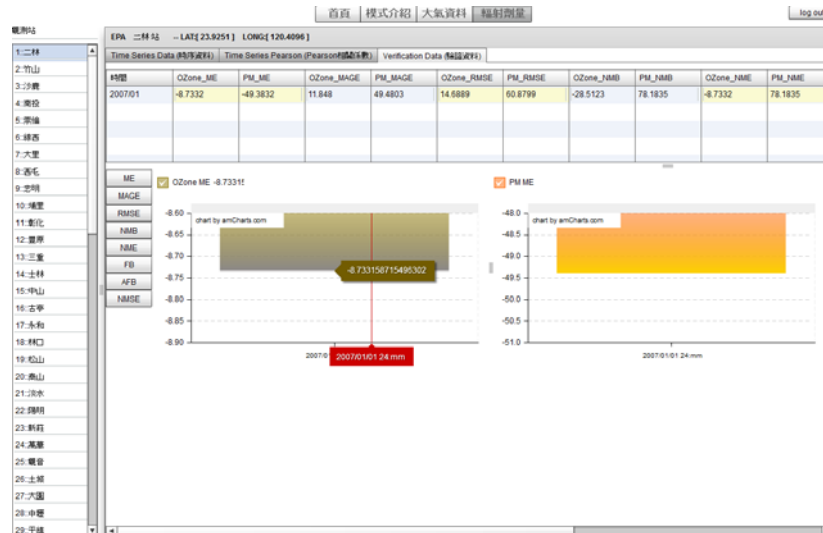 首頁 模式介紹 大氣資料 輻射劑量 log out
觀測站
EPA 二林 站 -- LAT:[ 23.9251 ] LONG:[ 120.4096 ]
Time Series Data (時序資料) Time Series Pearson (Pearson相關係數) Verification Data (驗證資料)
時間 OZone_ME PM_ME OZone_MAGE PM_MAGE OZone_RMSE PM_RMSE OZone_NMB PM_NMB OZone_NME PM_NME
2007/01 -8.7332 -49.3832 11.848 49.4803 14.6889 60.8799 -28.5123 78.1835 -8.7332 78.1835
1::二林
2::竹山
3::沙鹿
4::南投
5::崇倫
6::線西
7::大里
8::西屯
9::忠明
10::埔里
11::彰化
12::豐原
13::三重
14::士林
15::中山
16::古亭
17::永和
18::林口
19::松山
20::泰山
21::淡水
22::陽明
23::新莊
24::萬華
25::觀音
26::土城
27::大園
28::中壢
29::平鎮
ME
MAGE
RMSE
NMB
NME
FB
AFB
NMSE
OZone ME -8.7331
chart by amCharts.com
-8.60
-8.65
-8.70
-8.75
-8.80
-8.85
-8.90
-8.733158715495302
2007/01/01 24:mm
PM ME
chart by amCharts.com
-48.0
-48.5
-49.0
-49.5
-50.0
-50.5
-51.0
2007/01/01 24:mm